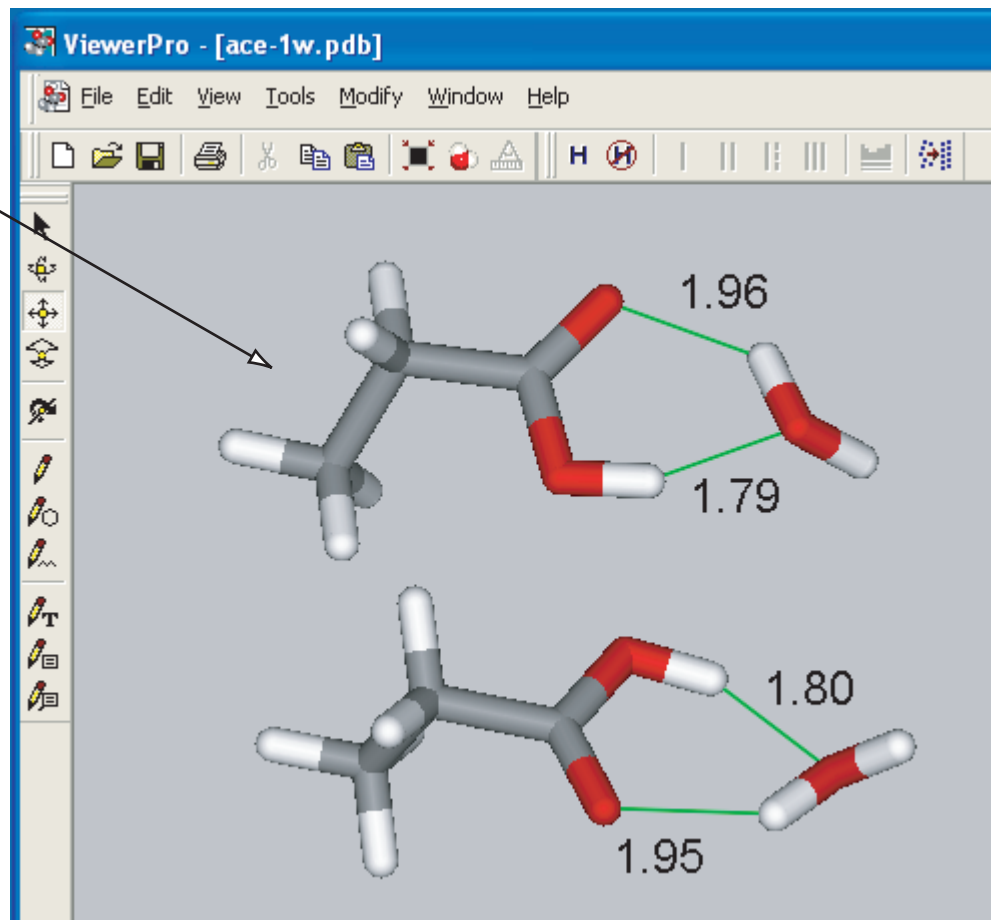 ViewerPro - [ace-1w.pdb]
File Edit View Tools Modify Window Help
H H
T
1.96
1.79
1.80
1.95